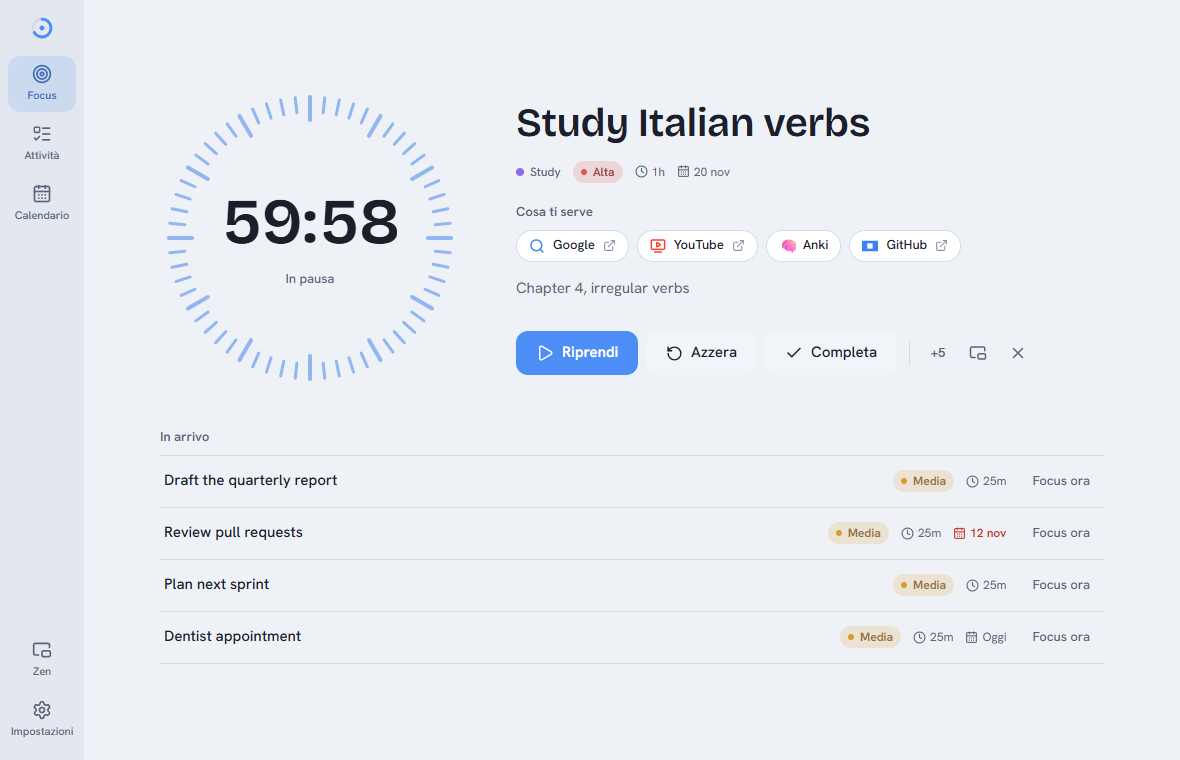 Focus
Attività
Calendario
Zen
Impostazioni
59:58
In pausa
Study Italian verbs
Study Alta 1h 20 nov
Cosa ti serve
Google YouTube Anki GitHub
Chapter 4, irregular verbs
Riprendi Azzera Completa +5
In arrivo
Draft the quarterly report Media 25m Focus ora
Review pull requests Media 25m 12 nov Focus ora
Plan next sprint Media 25m Focus ora
Dentist appointment Media 25m Oggi Focus ora